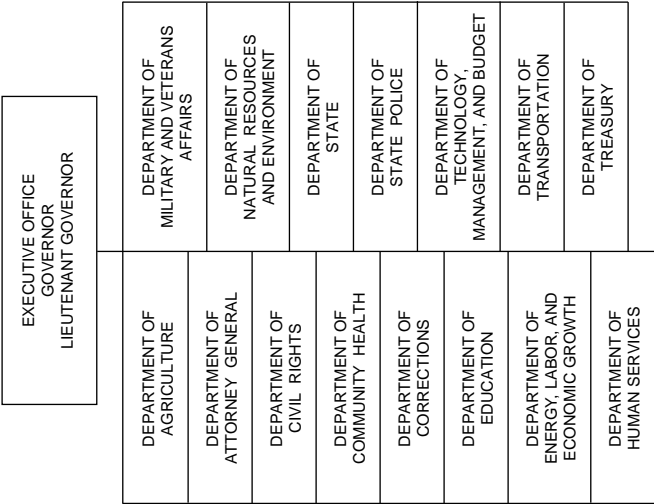 EXECUTIVE OFFICE
GOVERNOR
LIEUTENANT GOVERNOR
DEPARTMENT OF
AGRICULTURE
DEPARTMENT OF
ATTORNEY GENERAL
DEPARTMENT OF
CIVIL RIGHTS
DEPARTMENT OF
COMMUNITY HEALTH
DEPARTMENT OF
CORRECTIONS
DEPARTMENT OF
EDUCATION
DEPARTMENT OF
ENERGY, LABOR, AND
ECONOMIC GROWTH
DEPARTMENT OF
HUMAN SERVICES
DEPARTMENT OF
MILITARY AND VETERANS
AFFAIRS
DEPARTMENT OF
NATURAL RESOURCES
AND ENVIRONMENT
DEPARTMENT OF
STATE
DEPARTMENT OF
STATE POLICE
DEPARTMENT OF
TECHNOLOGY,
MANAGEMENT, AND BUDGET
DEPARTMENT OF
TRANSPORTATION
DEPARTMENT OF
TREASURY